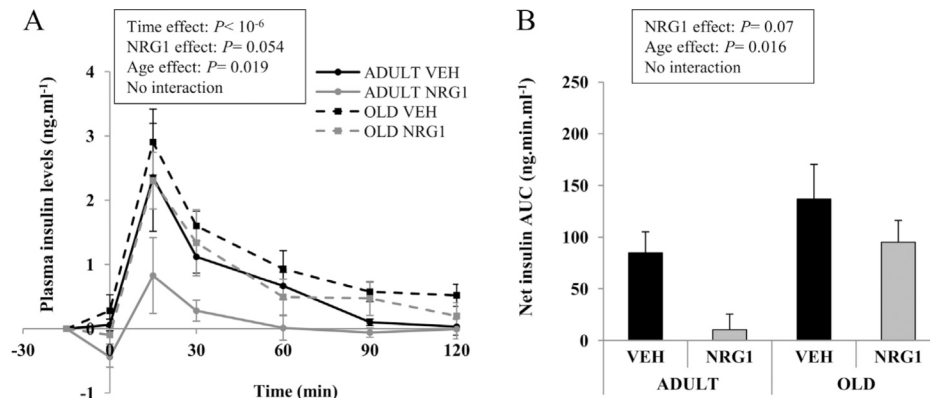 A
Time effect: P< 10⁻⁶
NRG1 effect: P= 0.054
Age effect: P= 0.019
No interaction
ADULT VEH
ADULT NRG1
OLD VEH
OLD NRG1
Plasma insulin levels (ng.ml⁻¹)
4
3
2
1
0
-1
-30
0
30
60
90
120
Time (min)
B
NRG1 effect: P= 0.07
Age effect: P= 0.016
No interaction
Net insulin AUC (ng.min.ml⁻¹)
250
200
150
100
50
0
VEH NRG1 VEH NRG1
ADULT OLD